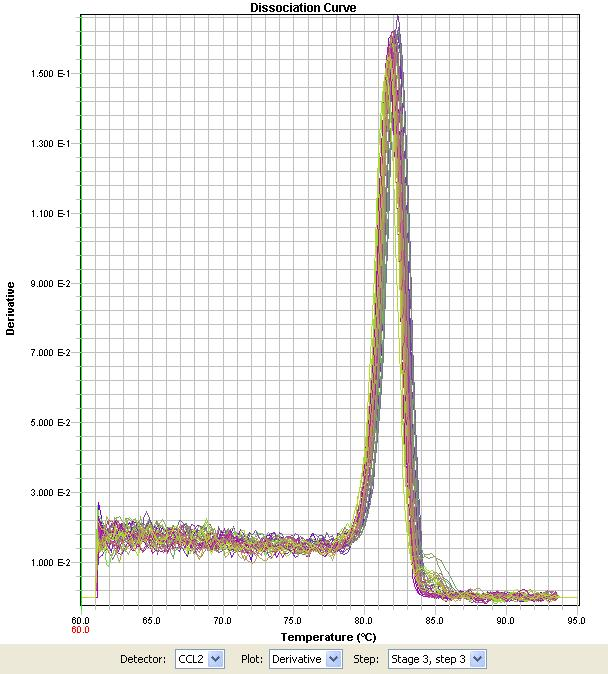 Dissociation Curve
1.500 E-1
1.300 E-1
1.100 E-1
9.000 E-2
7.000 E-2
5.000 E-2
3.000 E-2
1.000 E-2
Derivative
60.0 65.0 70.0 75.0 80.0 85.0 90.0 95.0
60.0
Temperature (°C)
Detector: CCL2 Plot: Derivative Step: Stage 3, step 3